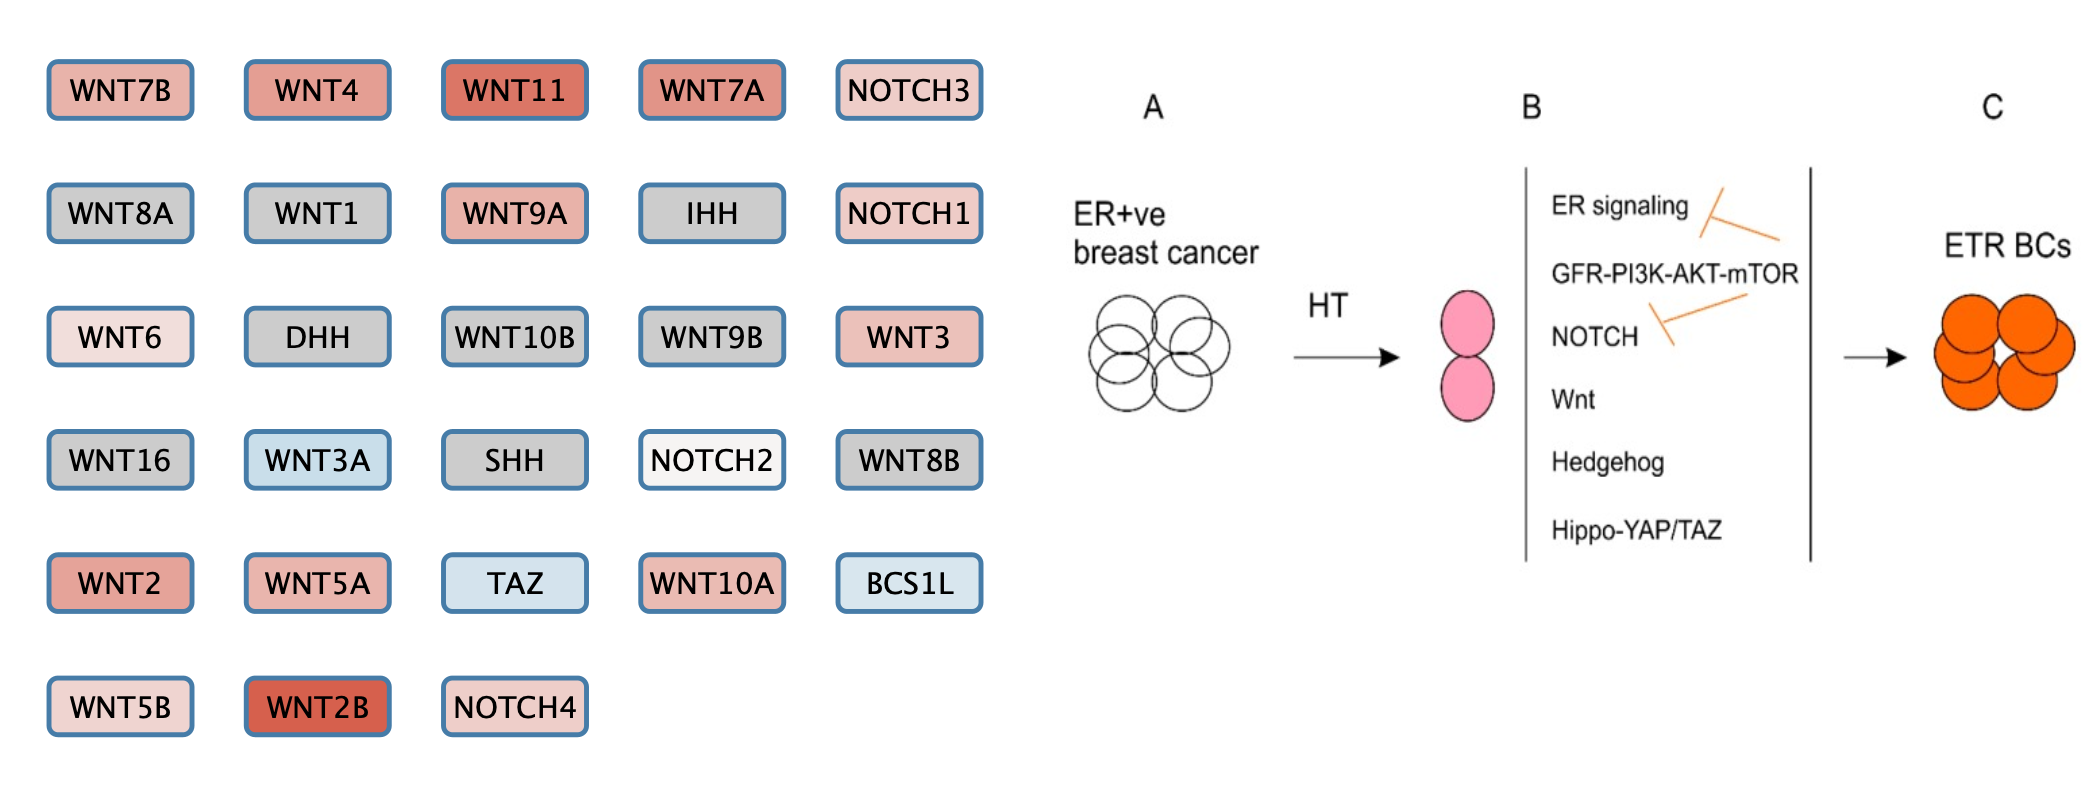 WNT7B WNT4 WNT11 WNT7A NOTCH3
WNT8A WNT1 WNT9A IHH NOTCH1
WNT6 DHH WNT10B WNT9B WNT3
WNT16 WNT3A SHH NOTCH2 WNT8B
WNT2 WNT5A TAZ WNT10A BCS1L
WNT5B WNT2B NOTCH4
A
ER+ve
breast cancer
HT
B
ER signaling
GFR-PI3K-AKT-mTOR
NOTCH
Wnt
Hedgehog
Hippo-YAP/TAZ
C
ETR BCs